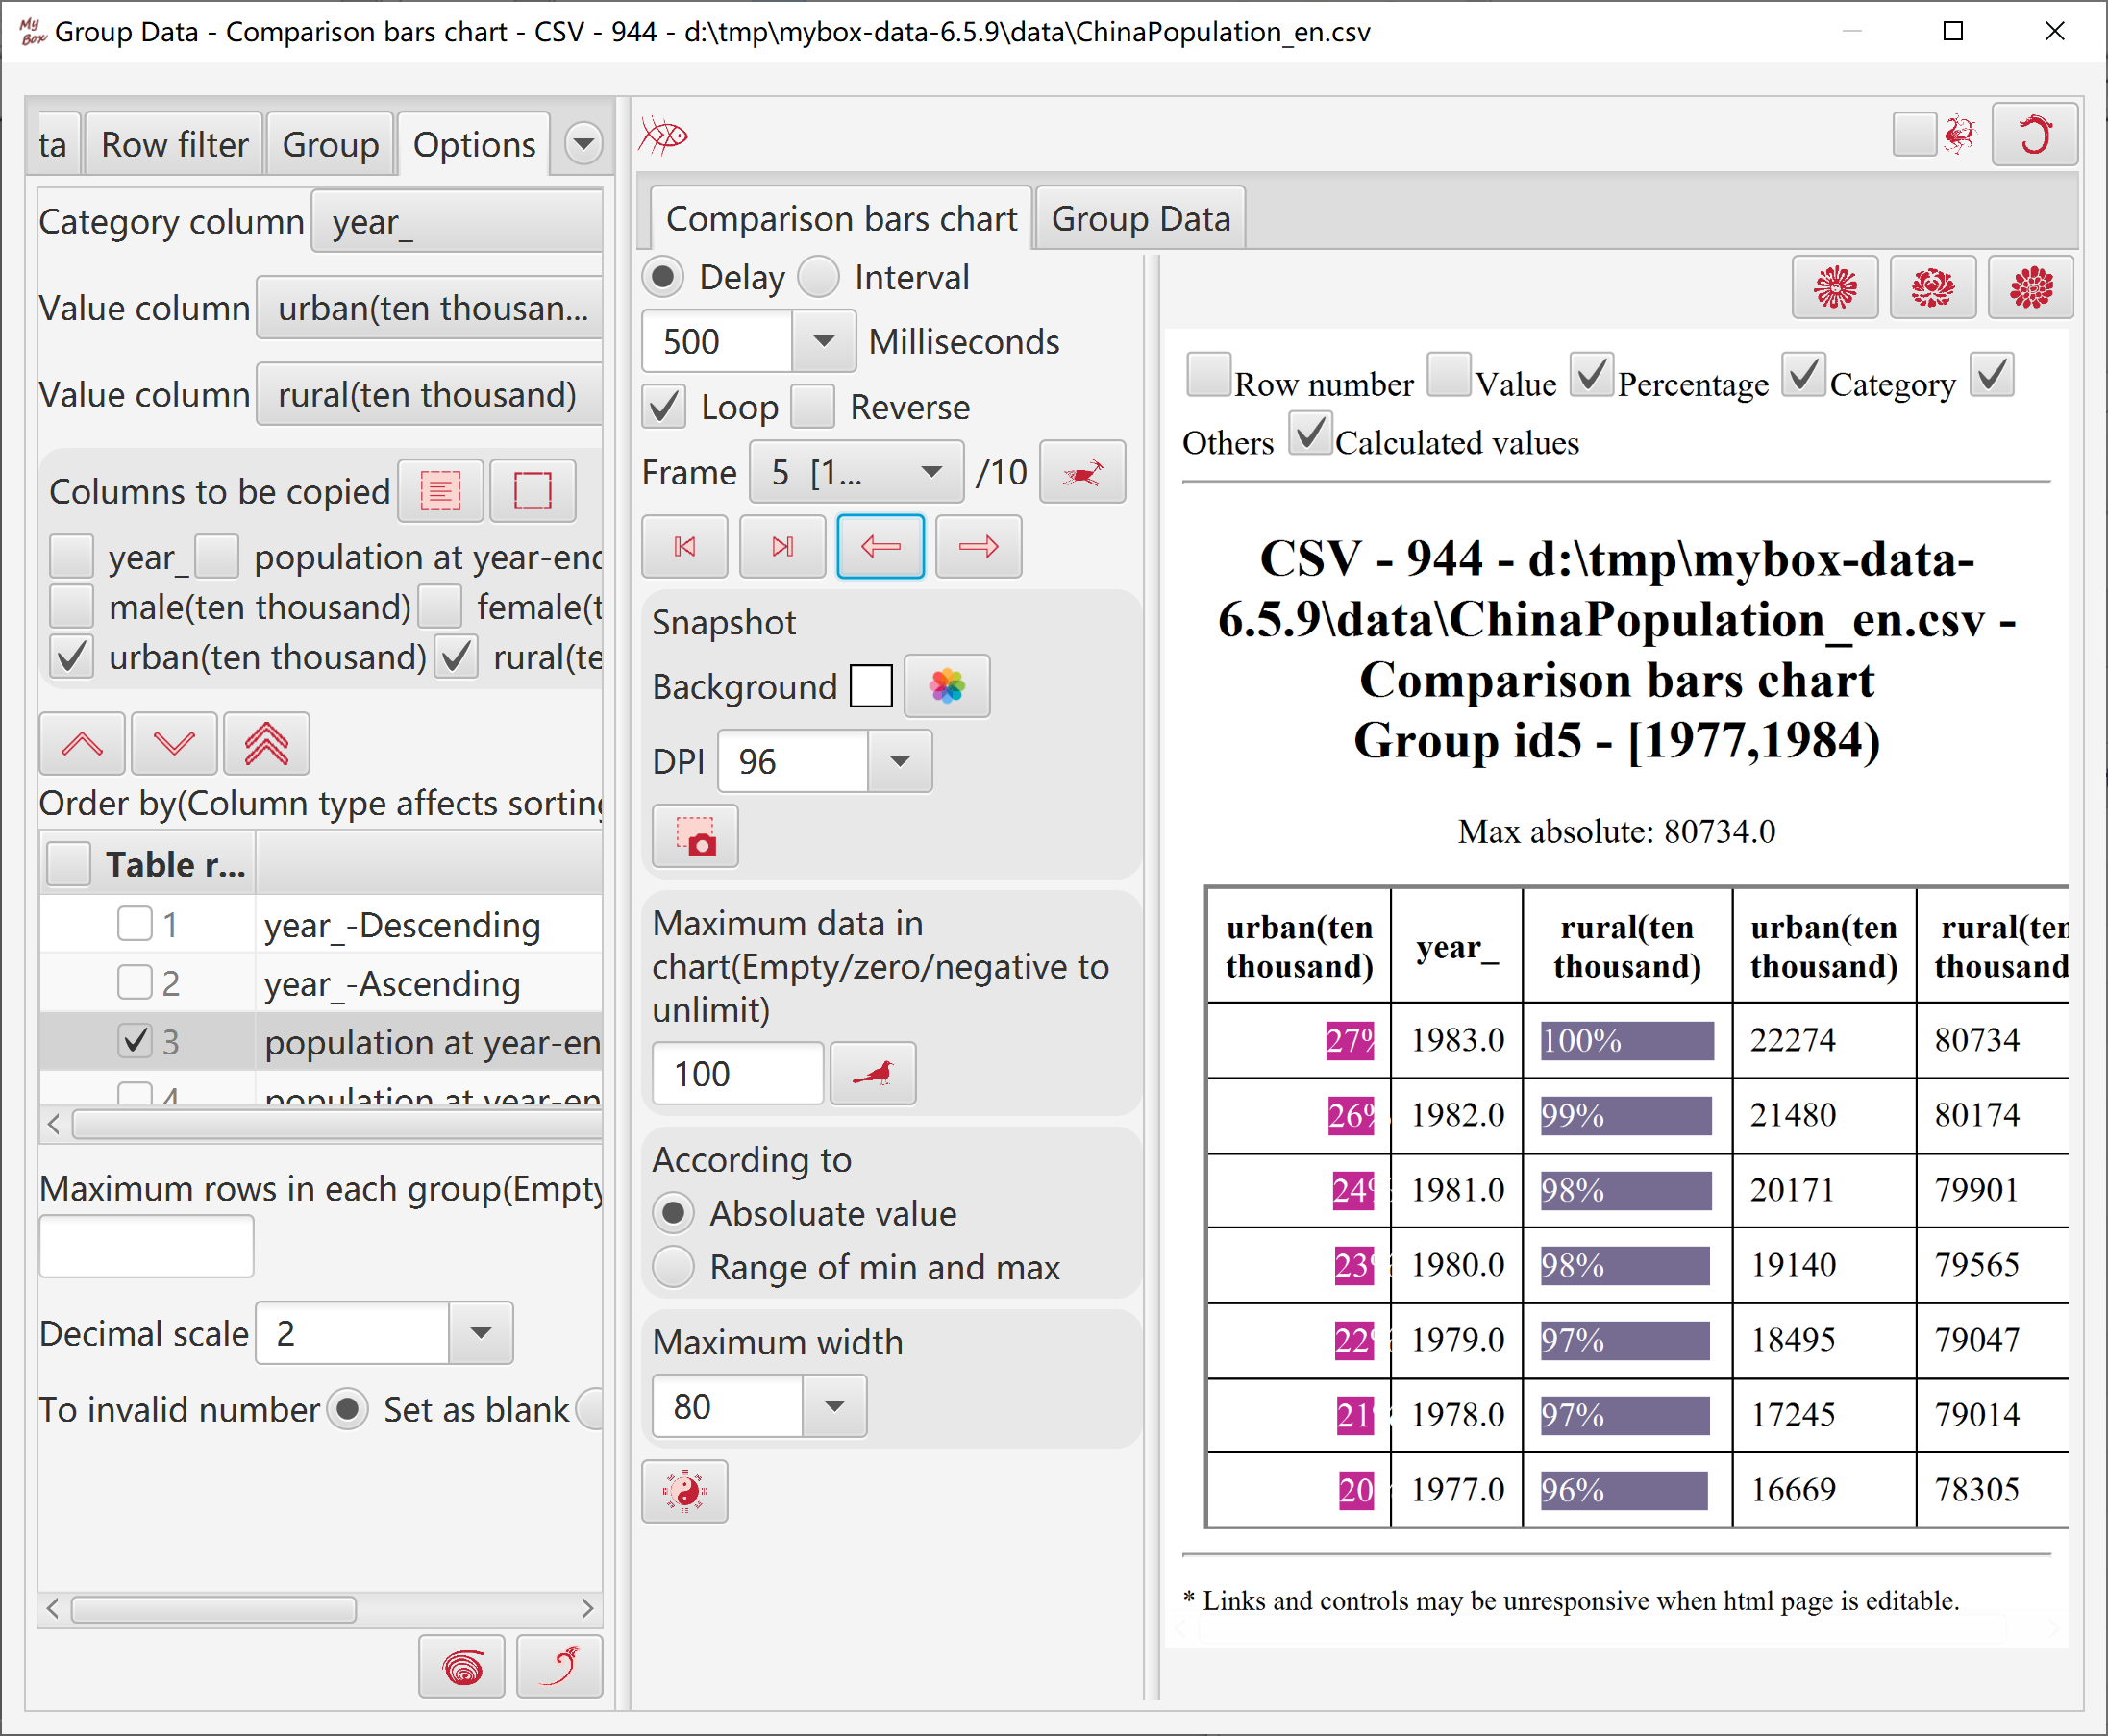 My Box Group Data - Comparison bars chart - CSV - 944 - d:\tmp\mybox-data-6.5.9\data\ChinaPopulation_en.csv
ta Row filter Group Options
Category column year_
Value column urban(ten thousan...
Value column rural(ten thousand)
Columns to be copied
year_ population at year-end
male(ten thousand) female(t
urban(ten thousand) rural(te
Order by(Column type affects sorting
Table r...
1 year_-Descending
2 year_-Ascending
3 population at year-en
4 population at year-en
Maximum rows in each group(Empty
Decimal scale 2
To invalid number Set as blank
Comparison bars chart Group Data
Delay Interval
500 Milliseconds
Loop Reverse
Frame 5 [1... /10
Snapshot
Background
DPI 96
Maximum data in
chart(Empty/zero/negative to
unlimit)
100
According to
Absoluate value
Range of min and max
Maximum width
80
Row number Value Percentage Category
Others Calculated values
CSV - 944 - d:\tmp\mybox-data-
6.5.9\data\ChinaPopulation_en.csv -
Comparison bars chart
Group id5 - [1977,1984)
Max absolute: 80734.0
urban(ten thousand) year_ rural(ten thousand) urban(ten thousand) rural(ten thousand
27% 1983.0 100% 22274 80734
26% 1982.0 99% 21480 80174
24% 1981.0 98% 20171 79901
23% 1980.0 98% 19140 79565
22% 1979.0 97% 18495 79047
21% 1978.0 97% 17245 79014
20 1977.0 96% 16669 78305
* Links and controls may be unresponsive when html page is editable.